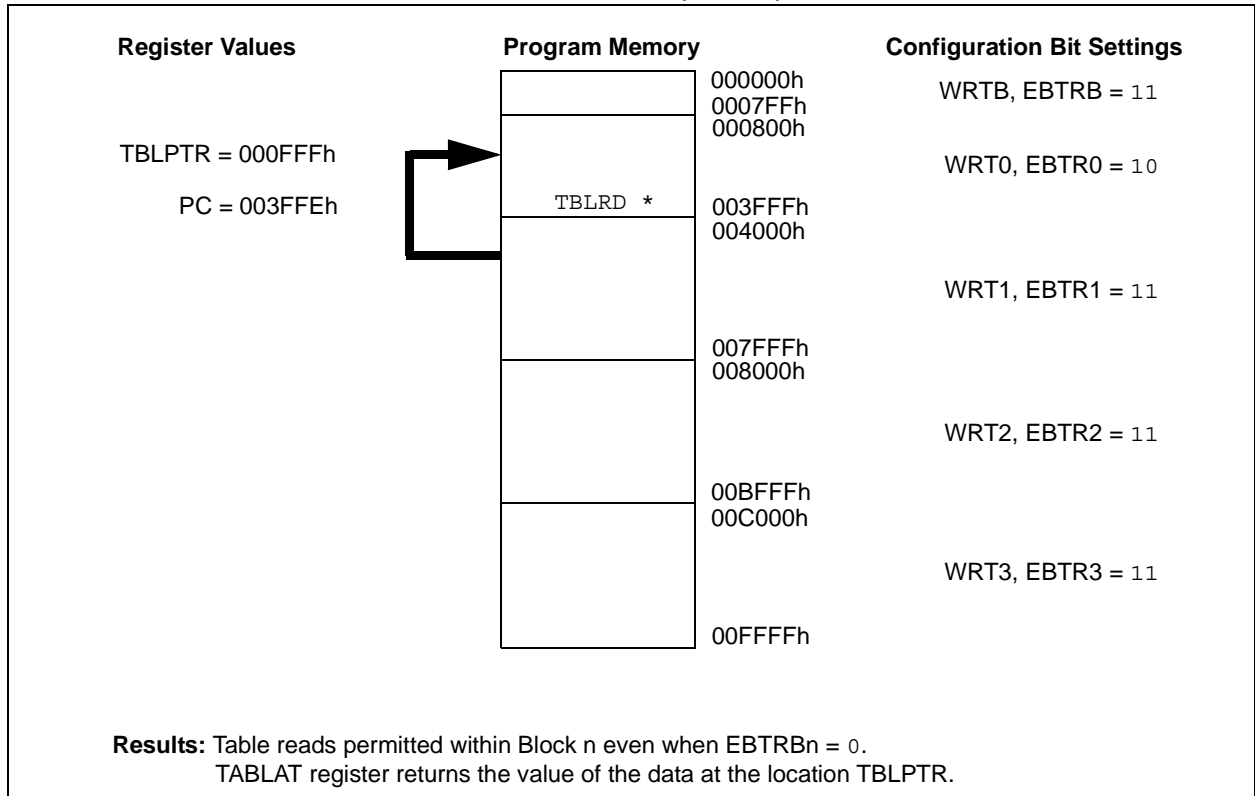 Register Values Program Memory Configuration Bit Settings
000000h
WRTB, EBTRB = 11
0007FFh
000800h
TBLPTR = 000FFFh
WRT0, EBTR0 = 10
PC = 003FFEh
TBLRD *
003FFFh
004000h
WRT1, EBTR1 = 11
007FFFh
008000h
WRT2, EBTR2 = 11
00BFFFh
00C000h
WRT3, EBTR3 = 11
00FFFFh
Results: Table reads permitted within Block n even when EBTRBn = 0.
TABLAT register returns the value of the data at the location TBLPTR.